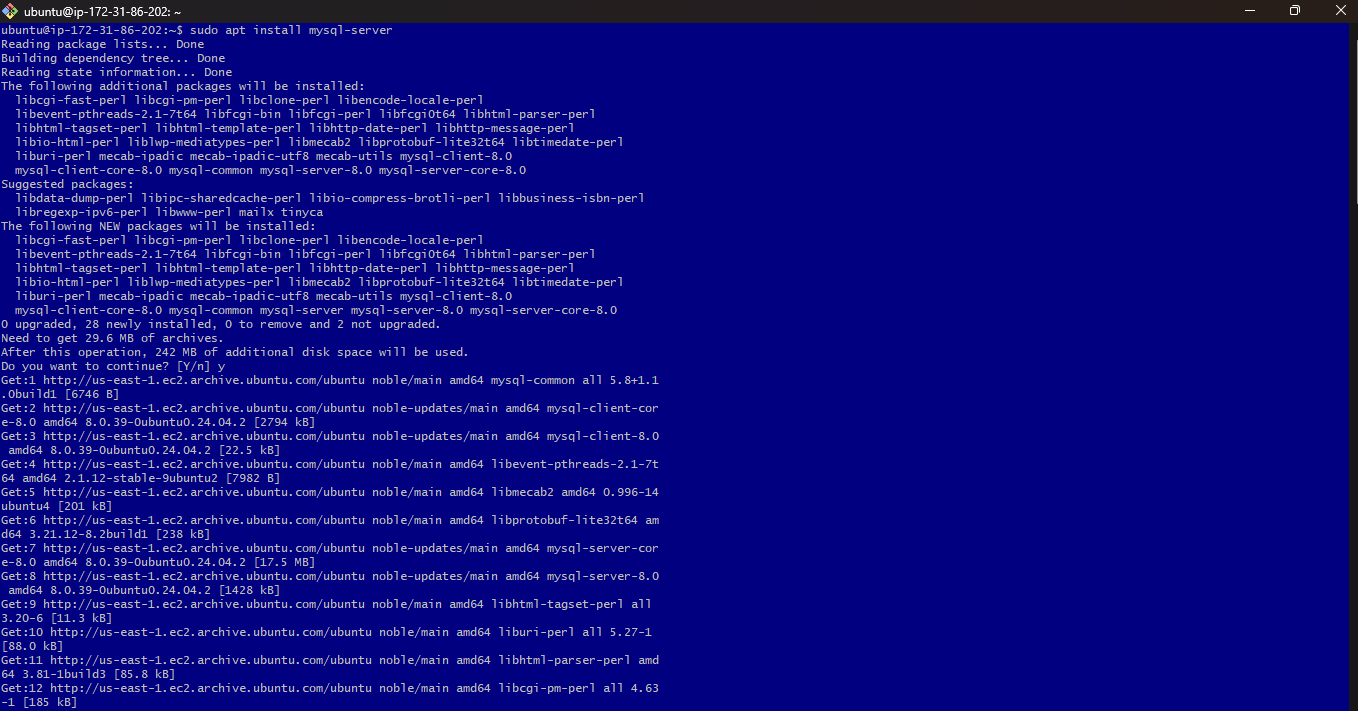 ubuntu@ip-172-31-86-202: ~
ubuntu@ip-172-31-86-202:~$ sudo apt install mysql-server
Reading package lists... Done
Building dependency tree... Done
Reading state information... Done
The following additional packages will be installed:
  libcgi-fast-perl libcgi-pm-perl libclone-perl libencode-locale-perl
  libevent-pthreads-2.1-7t64 libfcgi-bin libfcgi-perl libfcgi0t64 libhtml-parser-perl
  libhtml-tagset-perl libhtml-template-perl libhttp-date-perl libhttp-message-perl
  libio-html-perl liblwp-mediatypes-perl libmecab2 libprotobuf-lite32t64 libtimedate-perl
  liburi-perl mecab-ipadic mecab-ipadic-utf8 mecab-utils mysql-client-8.0
  mysql-client-core-8.0 mysql-common mysql-server-8.0 mysql-server-core-8.0
Suggested packages:
  libdata-dump-perl libipc-sharedcache-perl libio-compress-brotli-perl libbusiness-isbn-perl
  libregexp-ipv6-perl libwww-perl mailx tinyca
The following NEW packages will be installed:
  libcgi-fast-perl libcgi-pm-perl libclone-perl libencode-locale-perl
  libevent-pthreads-2.1-7t64 libfcgi-bin libfcgi-perl libfcgi0t64 libhtml-parser-perl
  libhtml-tagset-perl libhtml-template-perl libhttp-date-perl libhttp-message-perl
  libio-html-perl liblwp-mediatypes-perl libmecab2 libprotobuf-lite32t64 libtimedate-perl
  liburi-perl mecab-ipadic mecab-ipadic-utf8 mecab-utils mysql-client-8.0
  mysql-client-core-8.0 mysql-common mysql-server mysql-server-8.0 mysql-server-core-8.0
0 upgraded, 28 newly installed, 0 to remove and 2 not upgraded.
Need to get 29.6 MB of archives.
After this operation, 242 MB of additional disk space will be used.
Do you want to continue? [Y/n] y
Get:1 http://us-east-1.ec2.archive.ubuntu.com/ubuntu noble/main amd64 mysql-common all 5.8+1.1
.0build1 [6746 B]
Get:2 http://us-east-1.ec2.archive.ubuntu.com/ubuntu noble-updates/main amd64 mysql-client-cor
e-8.0 amd64 8.0.39-0ubuntu0.24.04.2 [2794 kB]
Get:3 http://us-east-1.ec2.archive.ubuntu.com/ubuntu noble-updates/main amd64 mysql-client-8.0
 amd64 8.0.39-0ubuntu0.24.04.2 [22.5 kB]
Get:4 http://us-east-1.ec2.archive.ubuntu.com/ubuntu noble/main amd64 libevent-pthreads-2.1-7t
64 amd64 2.1.12-stable-9ubuntu2 [7982 B]
Get:5 http://us-east-1.ec2.archive.ubuntu.com/ubuntu noble/main amd64 libmecab2 amd64 0.996-14
ubuntu4 [201 kB]
Get:6 http://us-east-1.ec2.archive.ubuntu.com/ubuntu noble/main amd64 libprotobuf-lite32t64 am
d64 3.21.12-8.2build1 [238 kB]
Get:7 http://us-east-1.ec2.archive.ubuntu.com/ubuntu noble-updates/main amd64 mysql-server-cor
e-8.0 amd64 8.0.39-0ubuntu0.24.04.2 [17.5 MB]
Get:8 http://us-east-1.ec2.archive.ubuntu.com/ubuntu noble-updates/main amd64 mysql-server-8.0
 amd64 8.0.39-0ubuntu0.24.04.2 [1428 kB]
Get:9 http://us-east-1.ec2.archive.ubuntu.com/ubuntu noble/main amd64 libhtml-tagset-perl all
3.20-6 [11.3 kB]
Get:10 http://us-east-1.ec2.archive.ubuntu.com/ubuntu noble/main amd64 liburi-perl all 5.27-1
[88.0 kB]
Get:11 http://us-east-1.ec2.archive.ubuntu.com/ubuntu noble/main amd64 libhtml-parser-perl amd
64 3.81-1build3 [85.8 kB]
Get:12 http://us-east-1.ec2.archive.ubuntu.com/ubuntu noble/main amd64 libcgi-pm-perl all 4.63
-1 [185 kB]